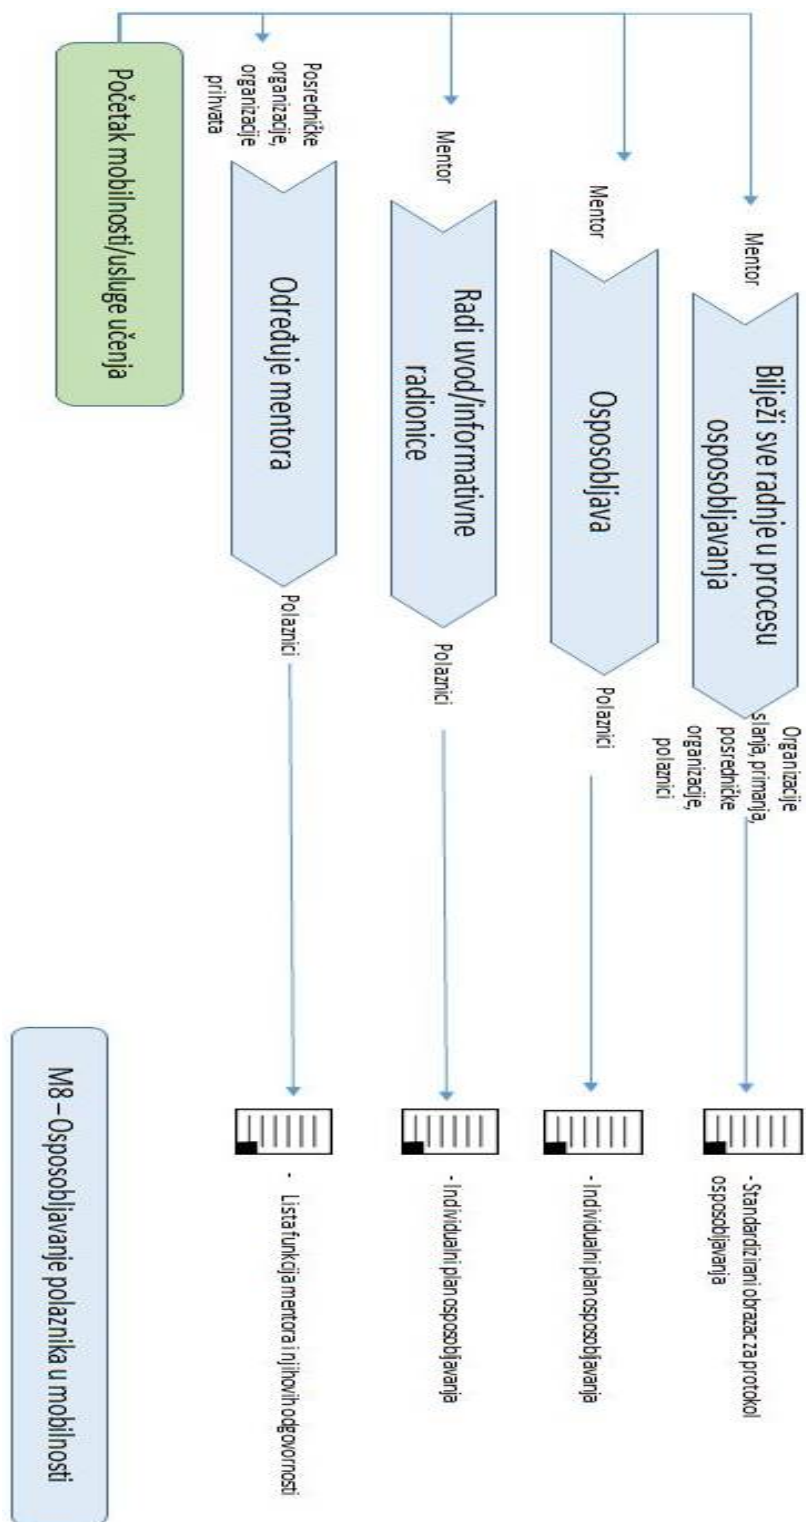 Mentor
Bilježi sve radnje u procesu
osposobljavanja
Organizacije
slanja, primanja,
posredničke
organizacije,
polaznici
- Standardizirani obrazac za protokol
osposobljavanja
Mentor
Osposobljava
Polaznici
- Individualni plan osposobljavanja
Mentor
Radi uvod/informativne
radionice
Polaznici
- Individualni plan osposobljavanja
Posredničke
organizacije,
organizacije
prihvata
Određuje mentora
Polaznici
- Lista funkcija mentora i njihovih odgovornosti
Početak mobilnosti/usluge učenja
M8 – Osposobljavanje polaznika u mobilnosti